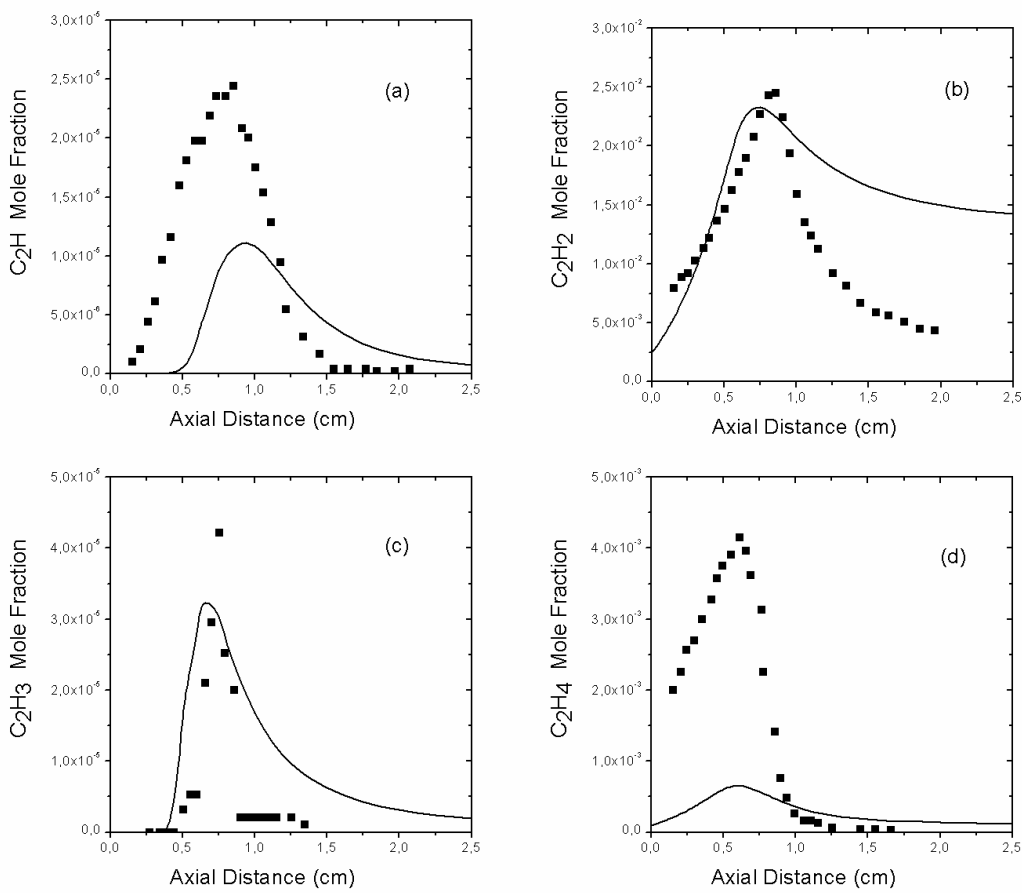 3,0x10⁻⁵
2,5x10⁻⁵
2,0x10⁻⁵
1,5x10⁻⁵
1,0x10⁻⁵
5,0x10⁻⁶
0,0
C₂H Mole Fraction
(a)
0,0 0,5 1,0 1,5 2,0 2,5
Axial Distance (cm)
3,0x10⁻²
2,5x10⁻²
2,0x10⁻²
1,5x10⁻²
1,0x10⁻²
5,0x10⁻³
0,0
C₂H₂ Mole Fraction
(b)
0,0 0,5 1,0 1,5 2,0 2,5
Axial Distance (cm)
5,0x10⁻⁵
4,0x10⁻⁵
3,0x10⁻⁵
2,0x10⁻⁵
1,0x10⁻⁵
0,0
C₂H₃ Mole Fraction
(c)
0,0 0,5 1,0 1,5 2,0 2,5
Axial Distance (cm)
5,0x10⁻³
4,0x10⁻³
3,0x10⁻³
2,0x10⁻³
1,0x10⁻³
0,0
C₂H₄ Mole Fraction
(d)
0,0 0,5 1,0 1,5 2,0 2,5
Axial Distance (cm)